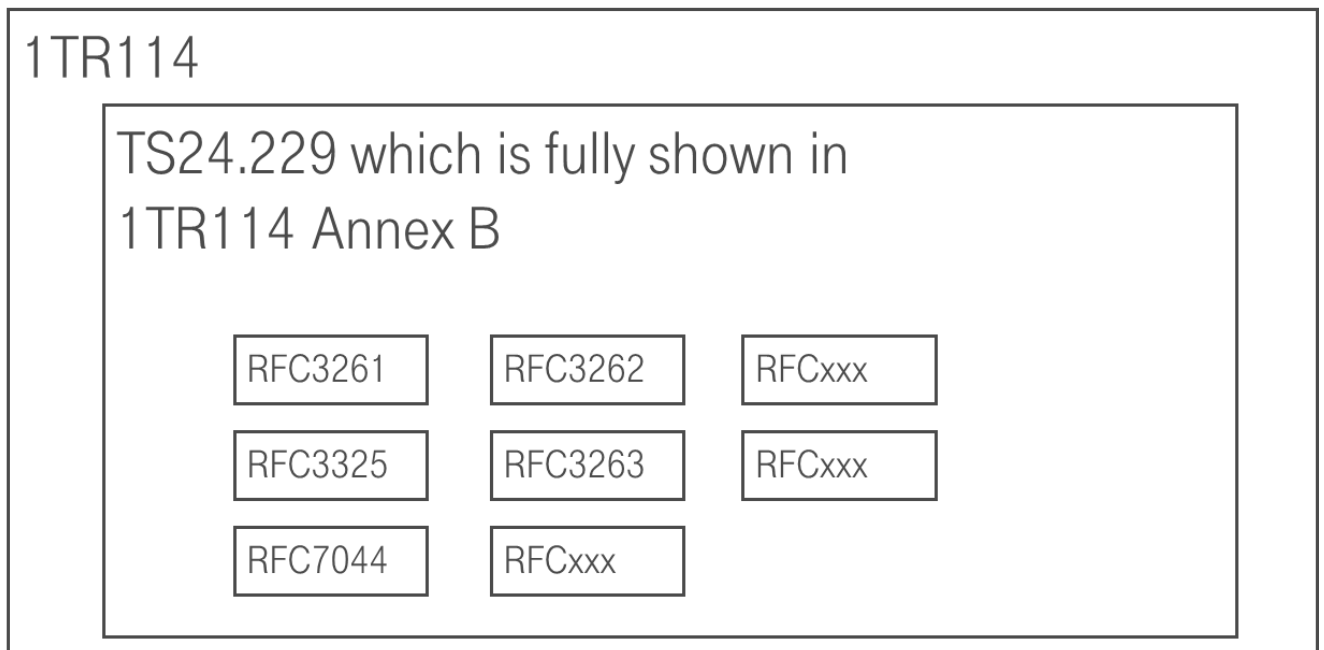 1TR114
TS24.229 which is fully shown in
1TR114 Annex B
RFC3261
RFC3262
RFCxxx
RFC3325
RFC3263
RFCxxx
RFC7044
RFCxxx